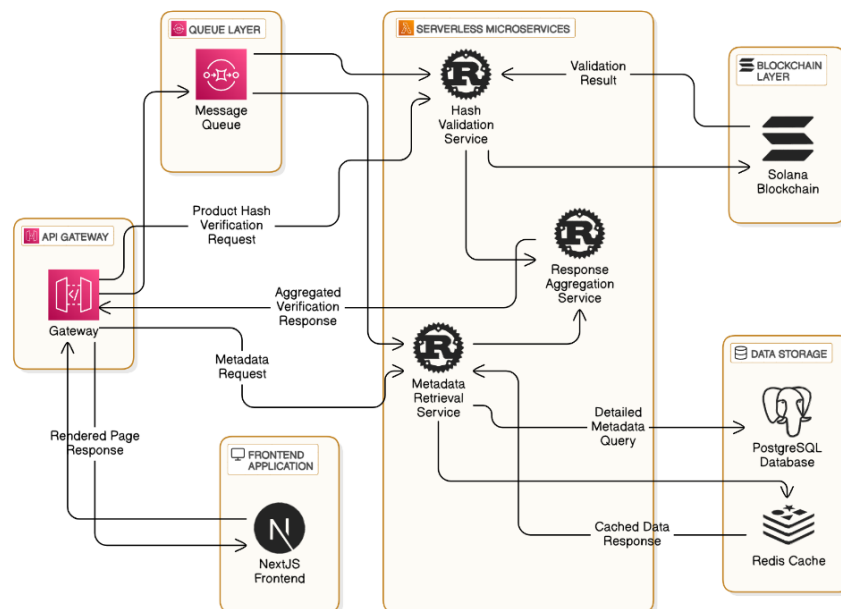 QUEUE LAYER
Message
Queue
SERVERLESS MICROSERVICES
Hash
Validation
Service
Validation
Result
BLOCKCHAIN
LAYER
Solana
Blockchain
API GATEWAY
Gateway
Product Hash
Verification
Request
Response
Aggregation
Service
Aggregated
Verification
Response
Metadata
Request
Metadata
Retrieval
Service
DATA STORAGE
PostgreSQL
Database
Detailed
Metadata
Query
Redis Cache
Cached Data
Response
Rendered Page
Response
FRONTEND
APPLICATION
NextJS
Frontend